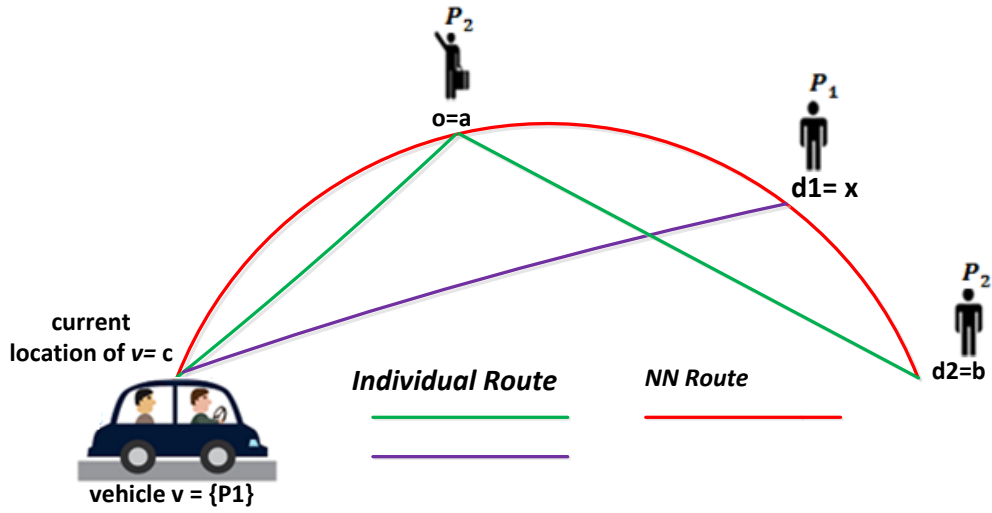 P₂
o=a
P₁
d1= x
P₂
d2=b
current
location of v= c
Individual Route
NN Route
vehicle v = {P1}